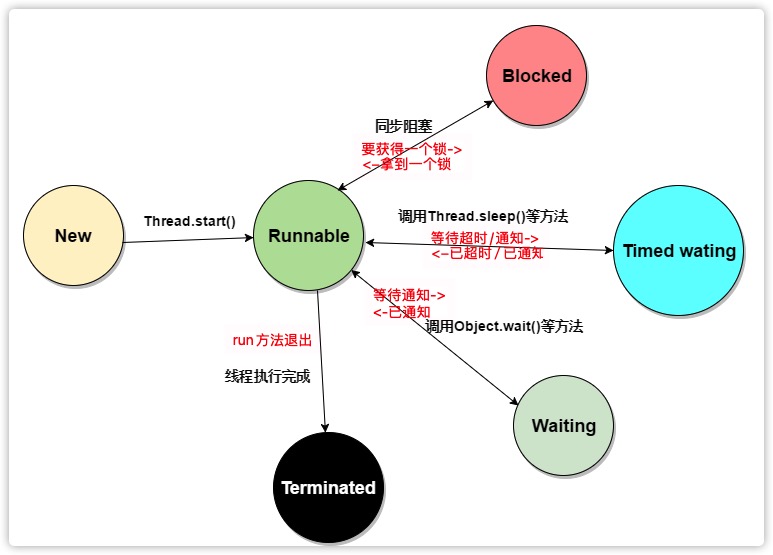 Blocked
同步阻塞
要获得一个锁->
<-拿到一个锁
New
Thread.start()
Runnable
调用Thread.sleep()等方法
等待超时/通知->
<-已超时/已通知
Timed wating
等待通知->
<-已通知
调用Object.wait()等方法
run方法退出
线程执行完成
Waiting
Terminated